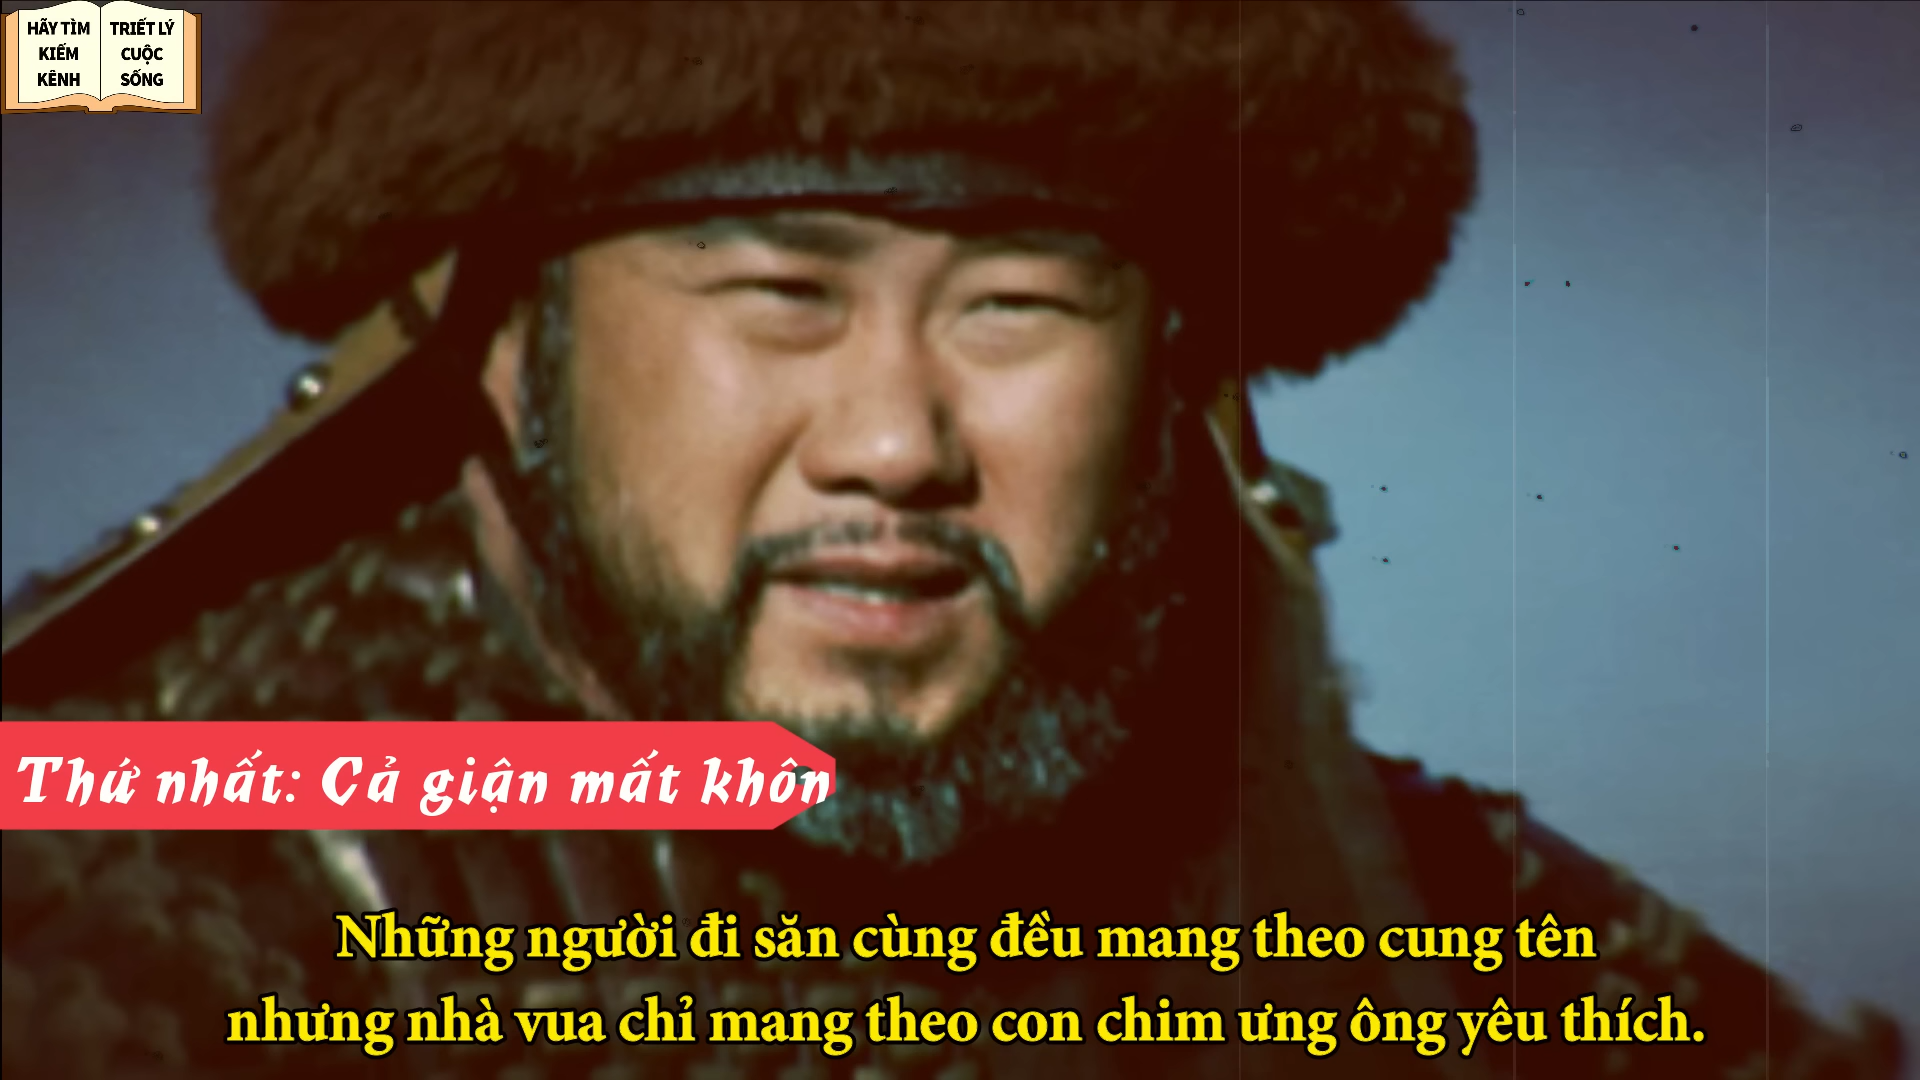 HÃY TÌM
KIẾM
KÊNH
TRIẾT LÝ
CUỘC
SỐNG
Thứ nhất: Cả giận mất khôn
Những người đi săn cùng đều mang theo cung tên
nhưng nhà vua chỉ mang theo con chim ưng ông yêu thích.